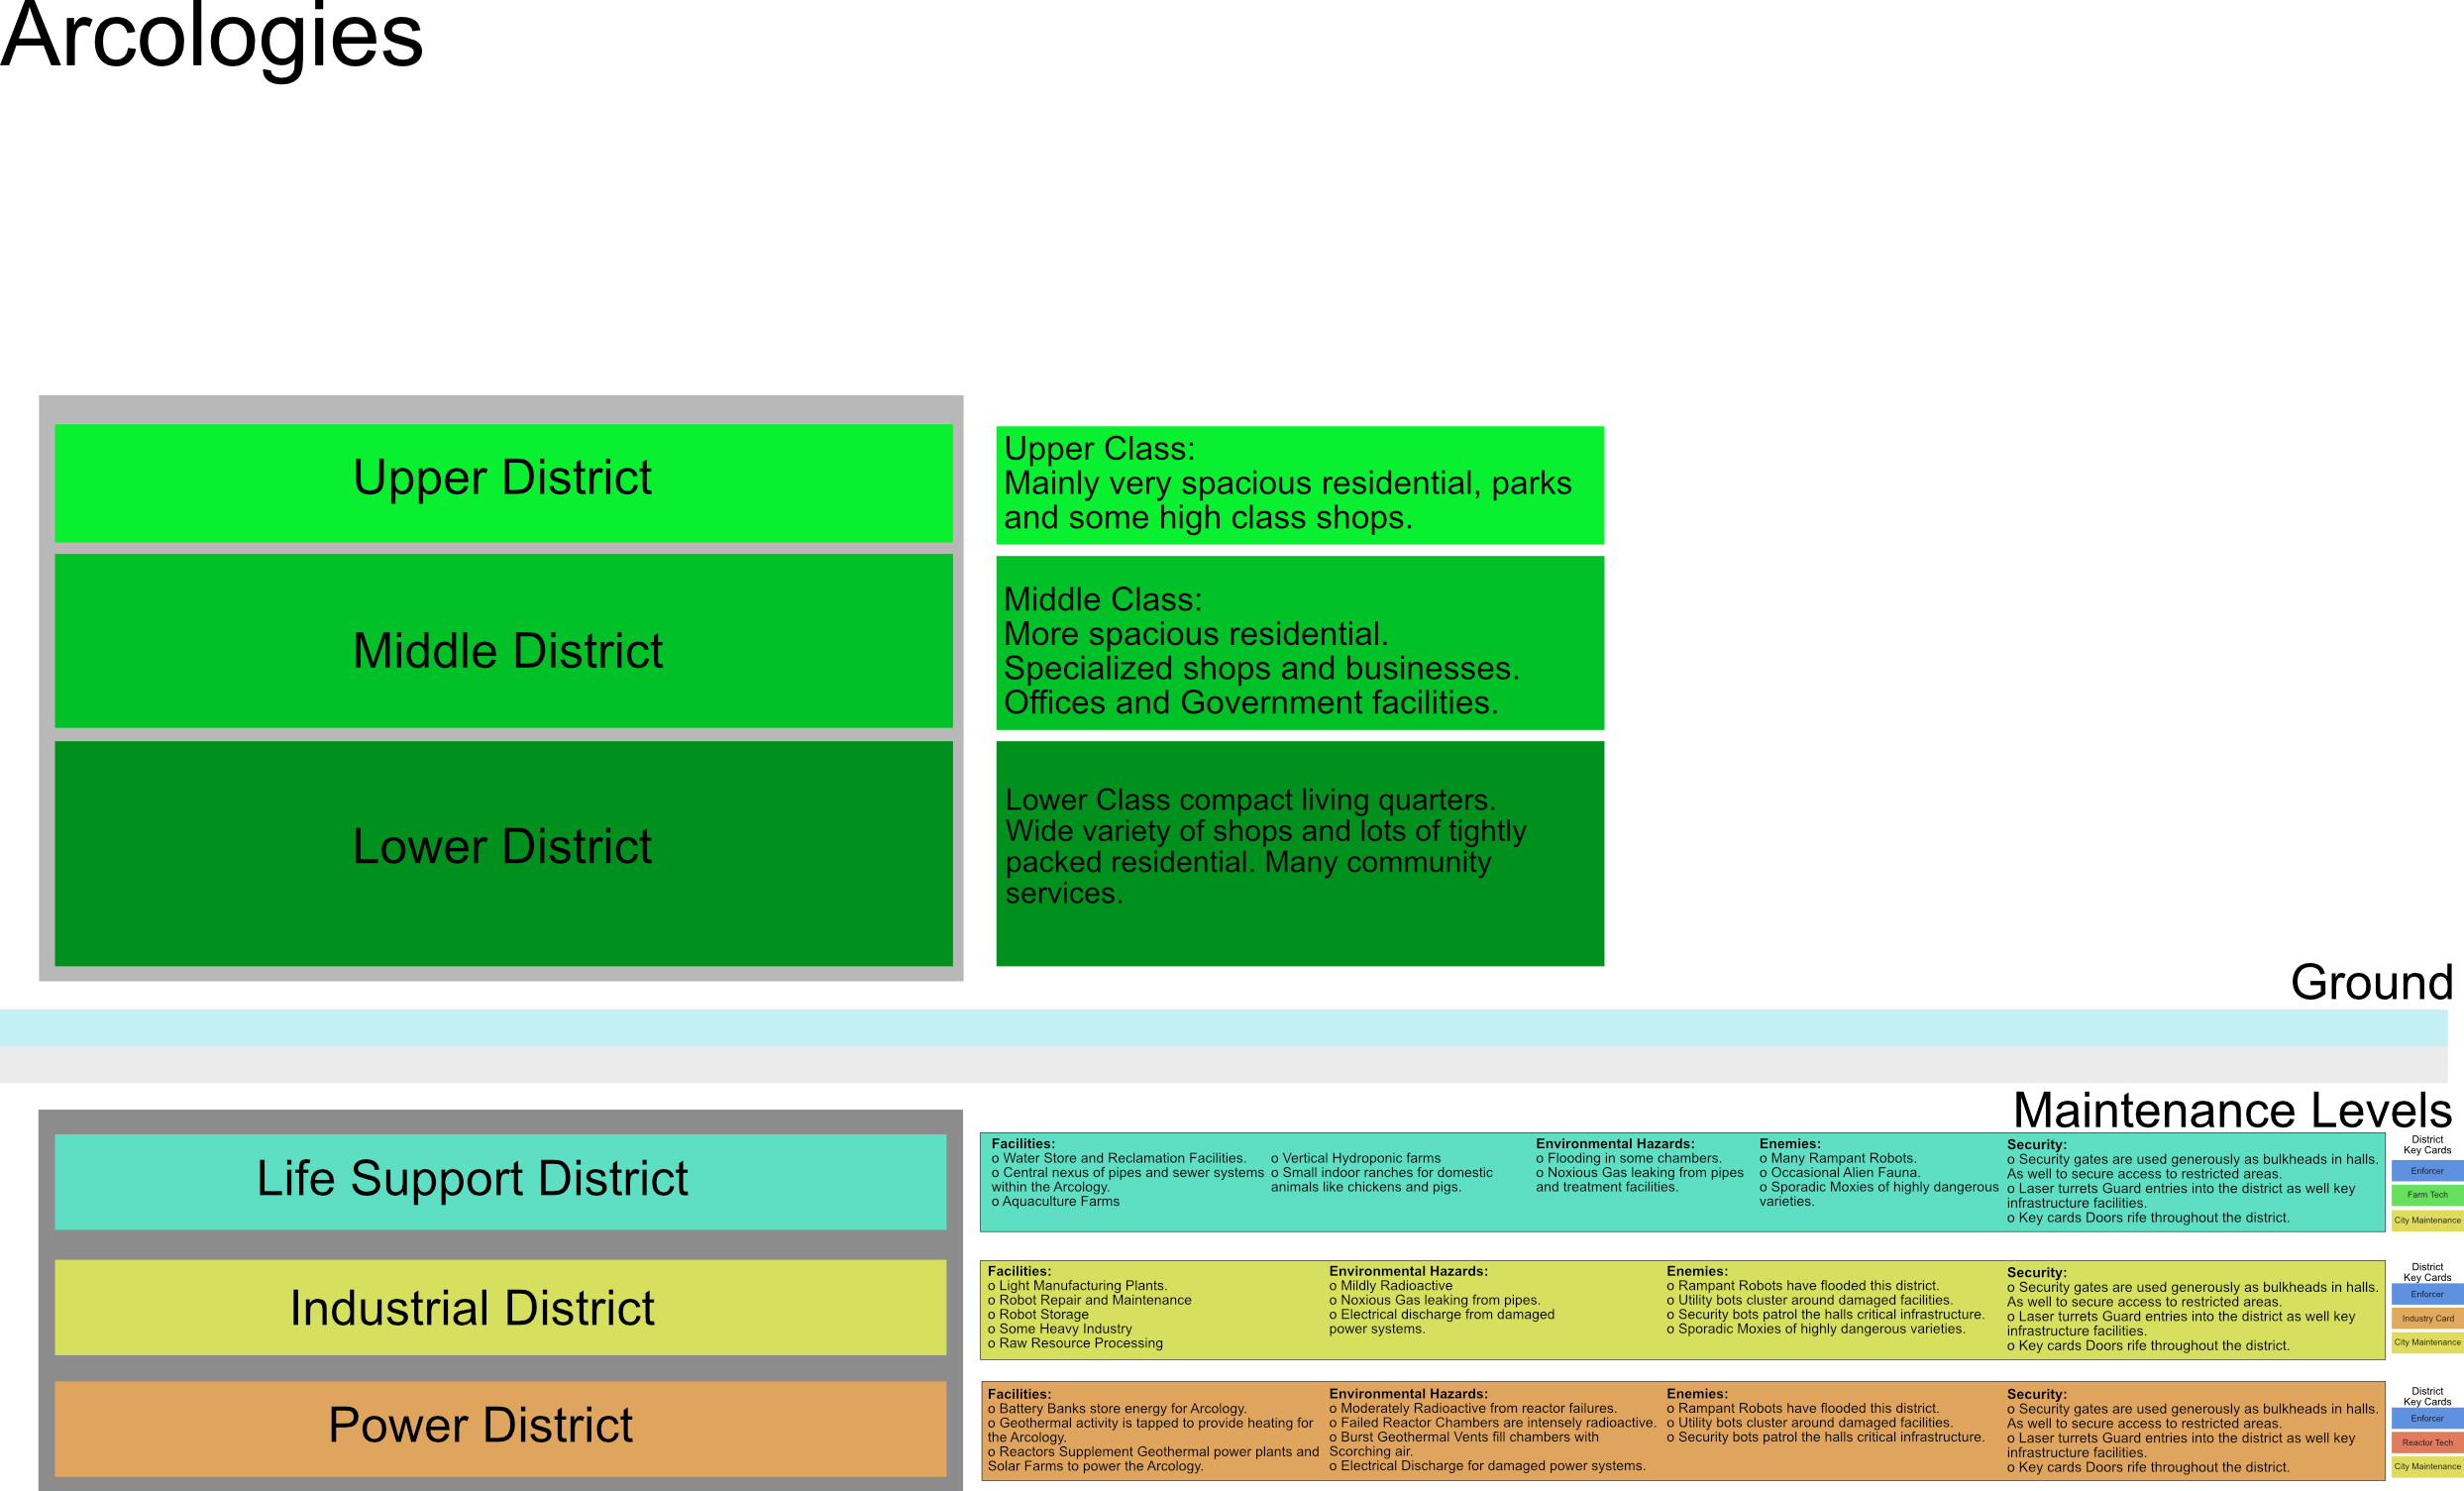 Arcologies
Upper District
Upper Class:
Mainly very spacious residential, parks
and some high class shops.
Middle District
Middle Class:
More spacious residential.
Specialized shops and businesses.
Offices and Government facilities.
Lower District
Lower Class compact living quarters.
Wide variety of shops and lots of tightly
packed residential. Many community
services.
Ground
Maintenance Levels
Life Support District
Facilities:
o Water Store and Reclamation Facilities.
o Central nexus of pipes and sewer systems
within the Arcology.
o Aquaculture Farms
o Vertical Hydroponic farms
o Small indoor ranches for domestic
animals like chickens and pigs.
Environmental Hazards:
o Flooding in some chambers.
o Noxious Gas leaking from pipes
and treatment facilities.
Enemies:
o Many Rampant Robots.
o Occasional Alien Fauna.
o Sporadic Moxies of highly dangerous
varieties.
Security:
o Security gates are used generously as bulkheads in halls.
As well to secure access to restricted areas.
o Laser turrets Guard entries into the district as well key
infrastructure facilities.
o Key cards Doors rife throughout the district.
District
Key Cards
Enforcer
Farm Tech
City Maintenance
Industrial District
Facilities:
o Light Manufacturing Plants.
o Robot Repair and Maintenance
o Robot Storage
o Some Heavy Industry
o Raw Resource Processing
Environmental Hazards:
o Mildly Radioactive
o Noxious Gas leaking from pipes.
o Electrical discharge from damaged
power systems.
Enemies:
o Rampant Robots have flooded this district.
o Utility bots cluster around damaged facilities.
o Security bots patrol the halls critical infrastructure.
o Sporadic Moxies of highly dangerous varieties.
Security:
o Security gates are used generously as bulkheads in halls.
As well to secure access to restricted areas.
o Laser turrets Guard entries into the district as well key
infrastructure facilities.
o Key cards Doors rife throughout the district.
District
Key Cards
Enforcer
Industry Card
City Maintenance
Power District
Facilities:
o Battery Banks store energy for Arcology.
o Geothermal activity is tapped to provide heating for
the Arcology.
o Reactors Supplement Geothermal power plants and
Solar Farms to power the Arcology.
Environmental Hazards:
o Moderately Radioactive from reactor failures.
o Failed Reactor Chambers are intensely radioactive.
o Burst Geothermal Vents fill chambers with
Scorching air.
o Electrical Discharge for damaged power systems.
Enemies:
o Rampant Robots have flooded this district.
o Utility bots cluster around damaged facilities.
o Security bots patrol the halls critical infrastructure.
Security:
o Security gates are used generously as bulkheads in halls.
As well to secure access to restricted areas.
o Laser turrets Guard entries into the district as well key
infrastructure facilities.
o Key cards Doors rife throughout the district.
District
Key Cards
Enforcer
Reactor Tech
City Maintenance